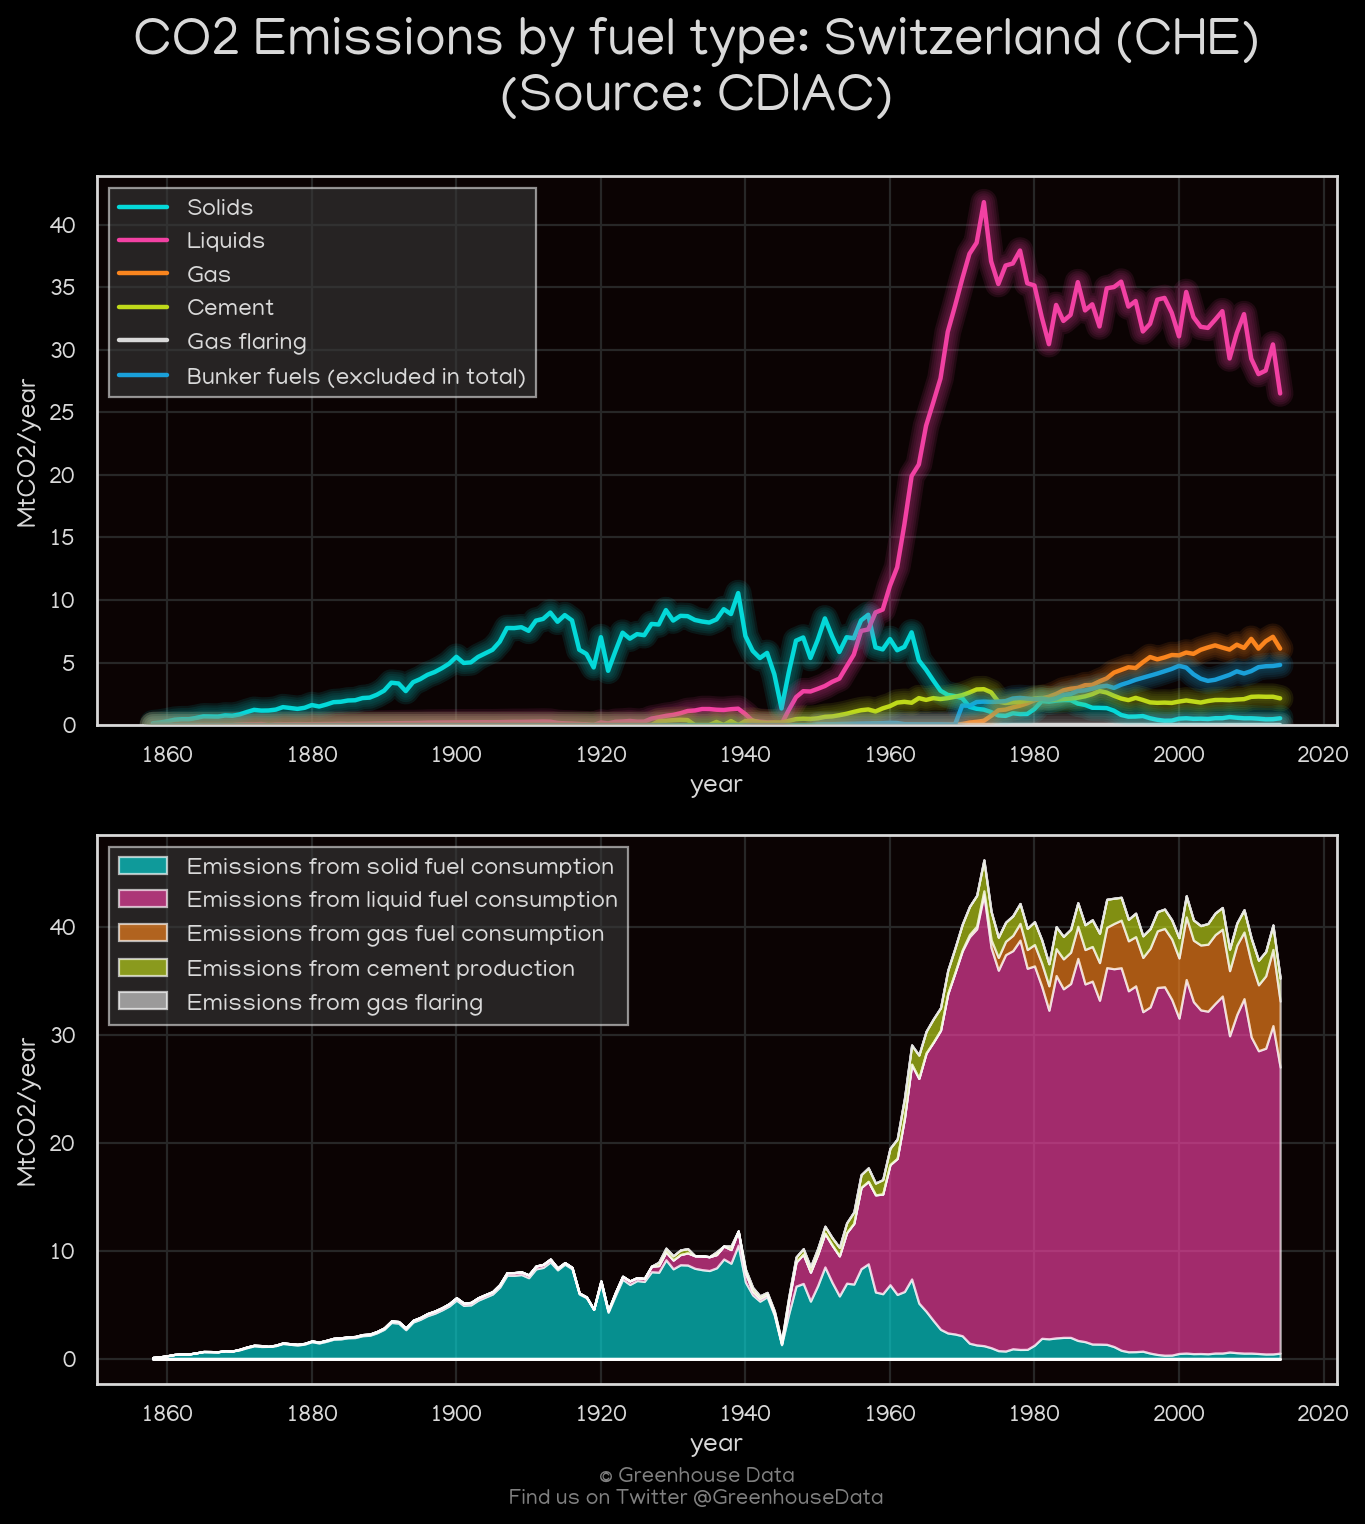 CO2 Emissions by fuel type: Switzerland (CHE)
(Source: CDIAC)
Solids
Liquids
Gas
Cement
Gas flaring
Bunker fuels (excluded in total)
MtCO2/year
40
35
30
25
20
15
10
5
0
1860 1880 1900 1920 1940 1960 1980 2000 2020
year
Emissions from solid fuel consumption
Emissions from liquid fuel consumption
Emissions from gas fuel consumption
Emissions from cement production
Emissions from gas flaring
MtCO2/year
40
30
20
10
0
1860 1880 1900 1920 1940 1960 1980 2000 2020
year
© Greenhouse Data
Find us on Twitter @GreenhouseData